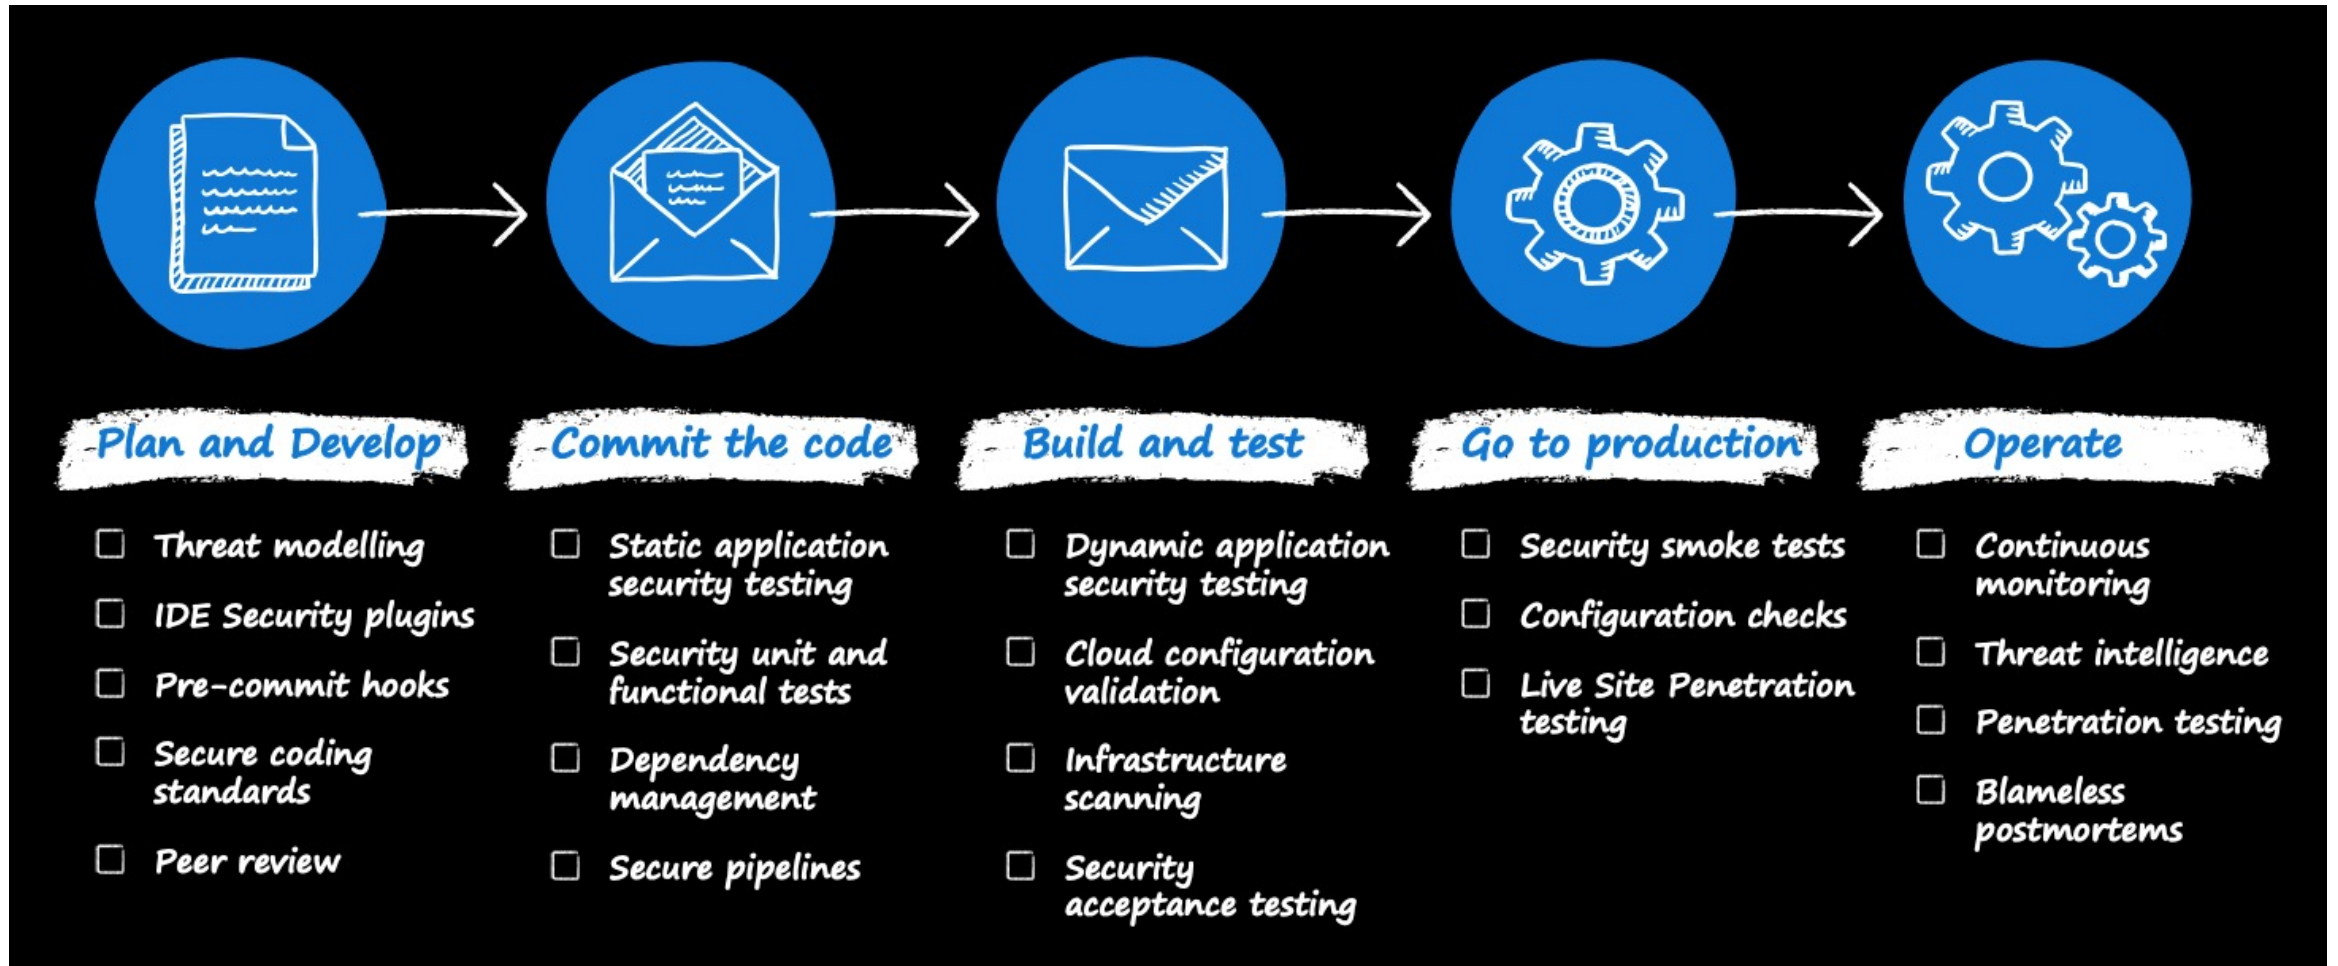 Plan and Develop
Threat modelling
IDE Security plugins
Pre-commit hooks
Secure coding
standards
Peer review
Commit the code
Static application
security testing
Security unit and
functional tests
Dependency
management
Secure pipelines
Build and test
Dynamic application
security testing
Cloud configuration
validation
Infrastructure
scanning
Security
acceptance testing
Go to production
Security smoke tests
Configuration checks
Live Site Penetration
testing
Operate
Continuous
monitoring
Threat intelligence
Penetration testing
Blameless
postmortems